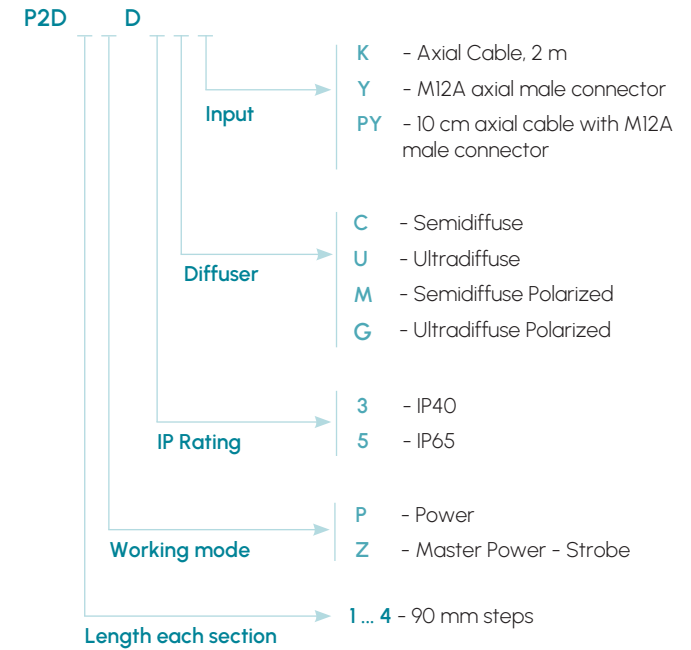 P2D D
K - Axial Cable, 2 m
Y - M12A axial male connector
Input
PY - 10 cm axial cable with M12A
male connector
C - Semidiffuse
U - Ultradiffuse
Diffuser
M - Semidiffuse Polarized
G - Ultradiffuse Polarized
3 - IP40
IP Rating
5 - IP65
P - Power
Working mode
Z - Master Power - Strobe
1 ... 4 - 90 mm steps
Length each section